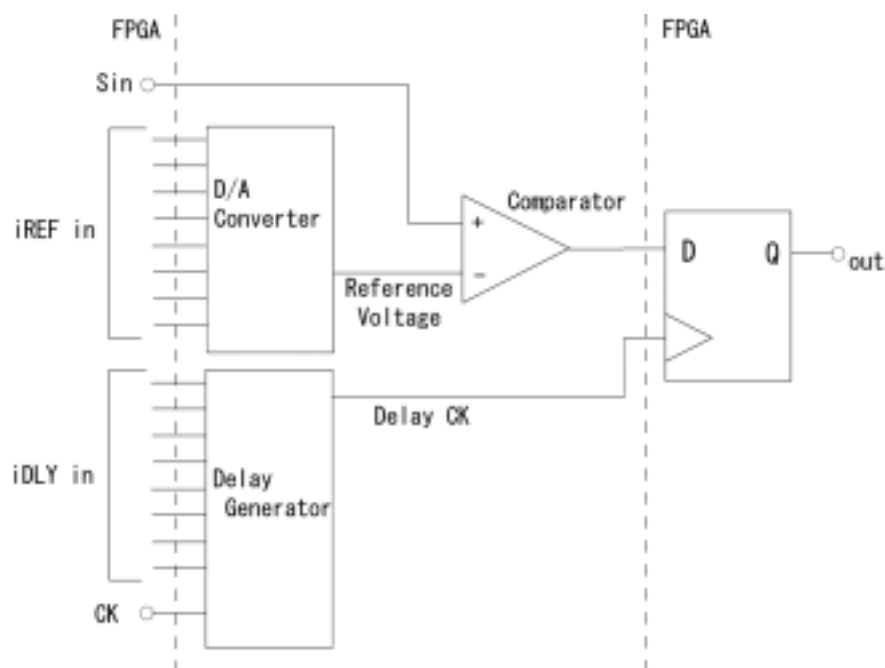 FPGA
FPGA
Sin
iREF in
D/A
Converter
Comparator
+
-
Reference
Voltage
D
Q
out
Delay CK
iDLY in
Delay
Generator
CK